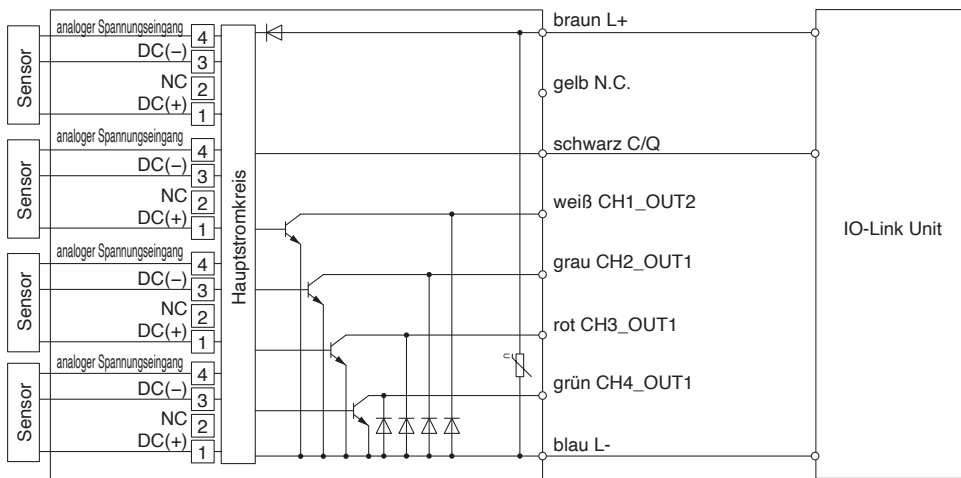 Sensor
analoger Spannungseingang
4
DC(−)
3
NC
2
DC(+)
1
Sensor
analoger Spannungseingang
4
DC(−)
3
NC
2
DC(+)
1
Sensor
analoger Spannungseingang
4
DC(−)
3
NC
2
DC(+)
1
Sensor
analoger Spannungseingang
4
DC(−)
3
NC
2
DC(+)
1
Hauptstromkreis
braun L+
gelb N.C.
schwarz C/Q
weiß CH1_OUT2
grau CH2_OUT1
rot CH3_OUT1
grün CH4_OUT1
blau L-
IO-Link Unit